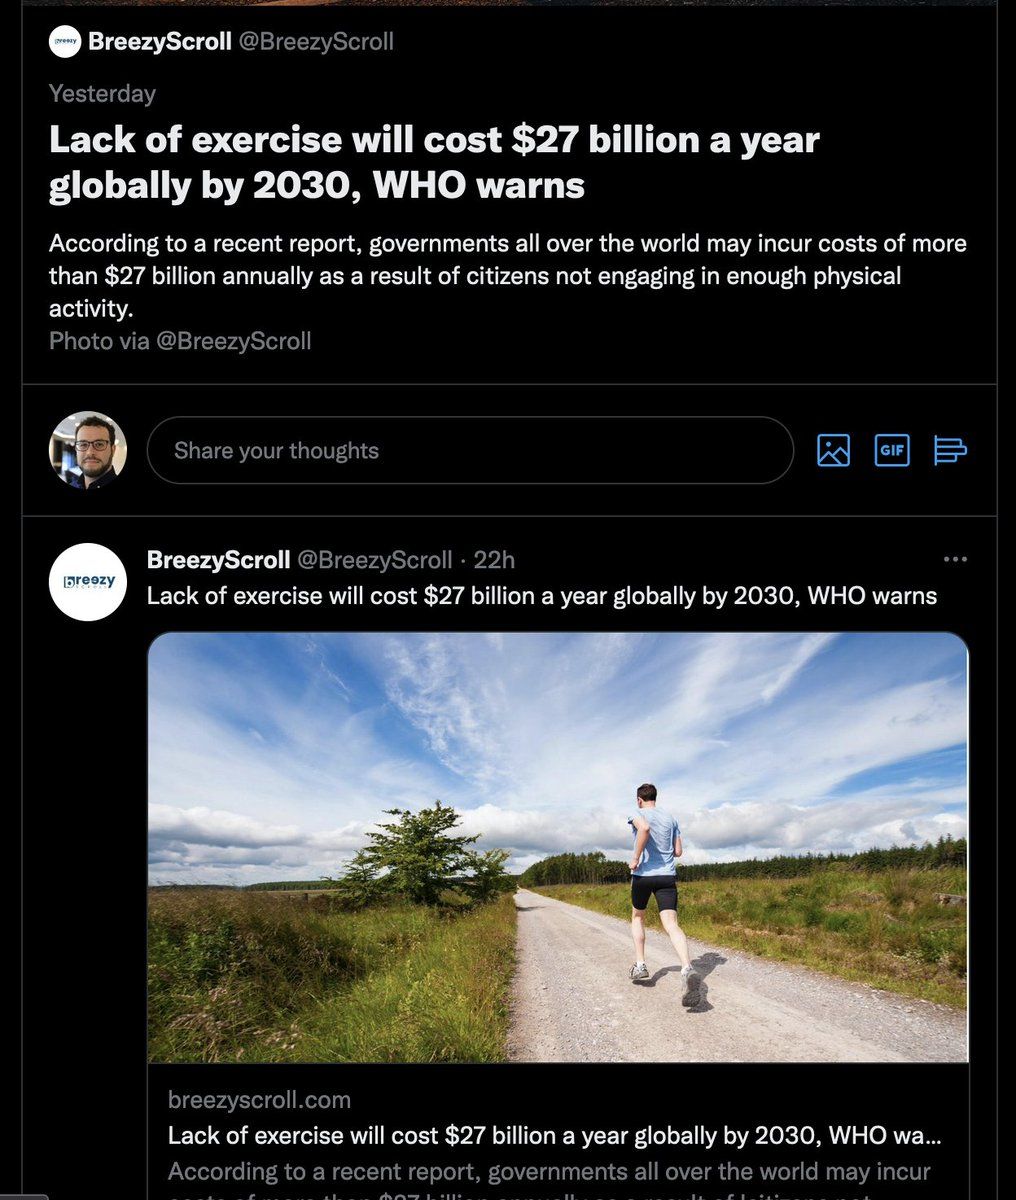 BreezyScroll @BreezyScroll
Yesterday
Lack of exercise will cost $27 billion a year
globally by 2030, WHO warns
According to a recent report, governments all over the world may incur costs of more
than $27 billion annually as a result of citizens not engaging in enough physical
activity.
Photo via @BreezyScroll
Share your thoughts
GIF
BreezyScroll @BreezyScroll · 22h
breezy
Lack of exercise will cost $27 billion a year globally by 2030, WHO warns
breezyscroll.com
Lack of exercise will cost $27 billion a year globally by 2030, WHO wa...
According to a recent report, governments all over the world may incur